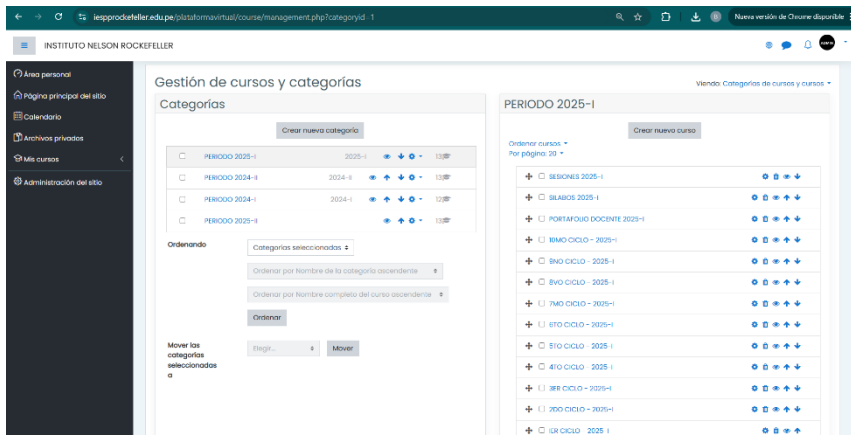 iespprockefeller.edu.pe/plataformavirtual/course/management.php?categoryid=1
Nueva versión de Chrome disponible
INSTITUTO NELSON ROCKEFELLER
Área personal
Página principal del sitio
Calendario
Archivos privados
Mis cursos
Administración del sitio
Gestión de cursos y categorías
Viendo: Categorías de cursos y cursos
Categorías
Crear nueva categoría
PERIODO 2025-I 2025-I 13
PERIODO 2024-II 2024-II 13
PERIODO 2024-I 2024-I 12
PERIODO 2025-II 13
Ordenando
Categorías seleccionadas
Ordenar por Nombre de la categoría ascendente
Ordenar por Nombre completo del curso ascendente
Ordenar
Mover las categorías seleccionadas a
Elegir...
Mover
PERIODO 2025-I
Crear nuevo curso
Ordenar cursos
Por página: 20
SESIONES 2025-I
SILABOS 2025-I
PORTAFOLIO DOCENTE 2025-I
10MO CICLO - 2025-I
9NO CICLO - 2025-I
8VO CICLO - 2025-I
7MO CICLO - 2025-I
6TO CICLO - 2025-I
5TO CICLO - 2025-I
4TO CICLO - 2025-I
3ER CICLO - 2025-I
2DO CICLO - 2025-I
1ER CICLO - 2025-I